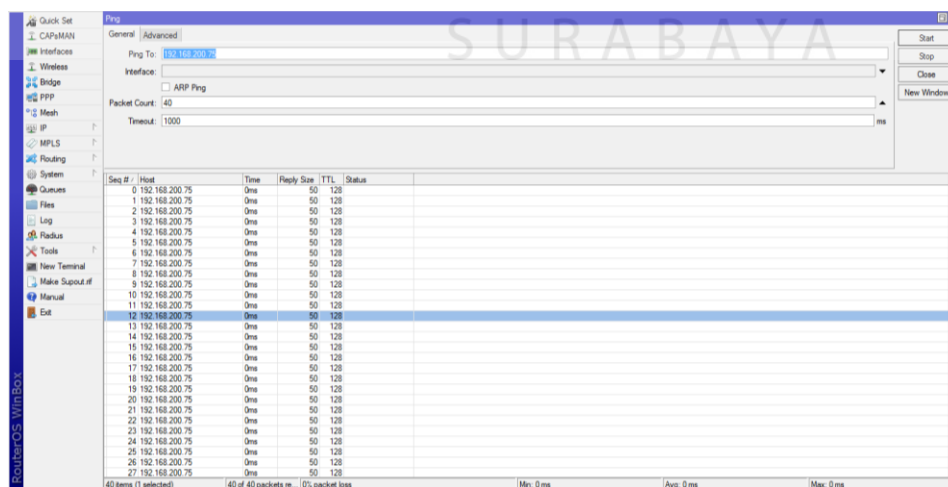 Quick Set
CAPsMAN
Interfaces
Wireless
Bridge
PPP
Mesh
IP
MPLS
Routing
System
Queues
Files
Log
Radius
Tools
New Terminal
Make Supout.rif
Manual
Exit
RouterOS WinBox
Ping
SURABAYA
General Advanced
Ping To: 192.168.200.75
Interface:
ARP Ping
Packet Count: 40
Timeout: 1000 ms
Start
Stop
Close
New Window
Seq # Host Time Reply Size TTL Status
0 192.168.200.75 0ms 50 128
1 192.168.200.75 0ms 50 128
2 192.168.200.75 0ms 50 128
3 192.168.200.75 0ms 50 128
4 192.168.200.75 0ms 50 128
5 192.168.200.75 0ms 50 128
6 192.168.200.75 0ms 50 128
7 192.168.200.75 0ms 50 128
8 192.168.200.75 0ms 50 128
9 192.168.200.75 0ms 50 128
10 192.168.200.75 0ms 50 128
11 192.168.200.75 0ms 50 128
12 192.168.200.75 0ms 50 128
13 192.168.200.75 0ms 50 128
14 192.168.200.75 0ms 50 128
15 192.168.200.75 0ms 50 128
16 192.168.200.75 0ms 50 128
17 192.168.200.75 0ms 50 128
18 192.168.200.75 0ms 50 128
19 192.168.200.75 0ms 50 128
20 192.168.200.75 0ms 50 128
21 192.168.200.75 0ms 50 128
22 192.168.200.75 0ms 50 128
23 192.168.200.75 0ms 50 128
24 192.168.200.75 0ms 50 128
25 192.168.200.75 0ms 50 128
26 192.168.200.75 0ms 50 128
27 192.168.200.75 0ms 50 128
40 items (1 selected) 40 of 40 packets re... 0% packet loss Min: 0 ms Avg: 0 ms Max: 0 ms